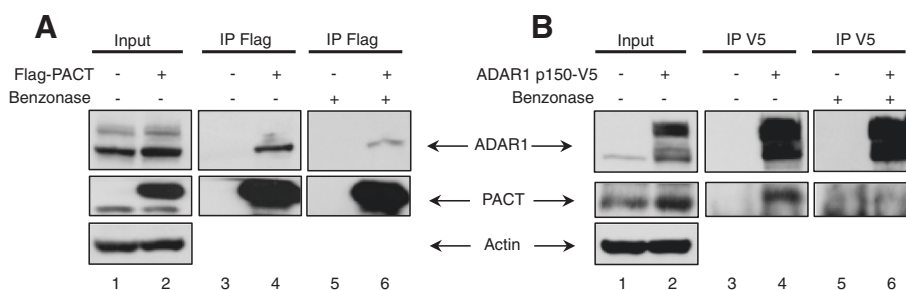 A
Input
IP Flag
IP Flag
Flag-PACT
- + - + - +
Benzonase
- - - - + +
B
Input
IP V5
IP V5
ADAR1 p150-V5
- + - + - +
Benzonase
- - - - + +
ADAR1
PACT
Actin
1 2 3 4 5 6
1 2 3 4 5 6